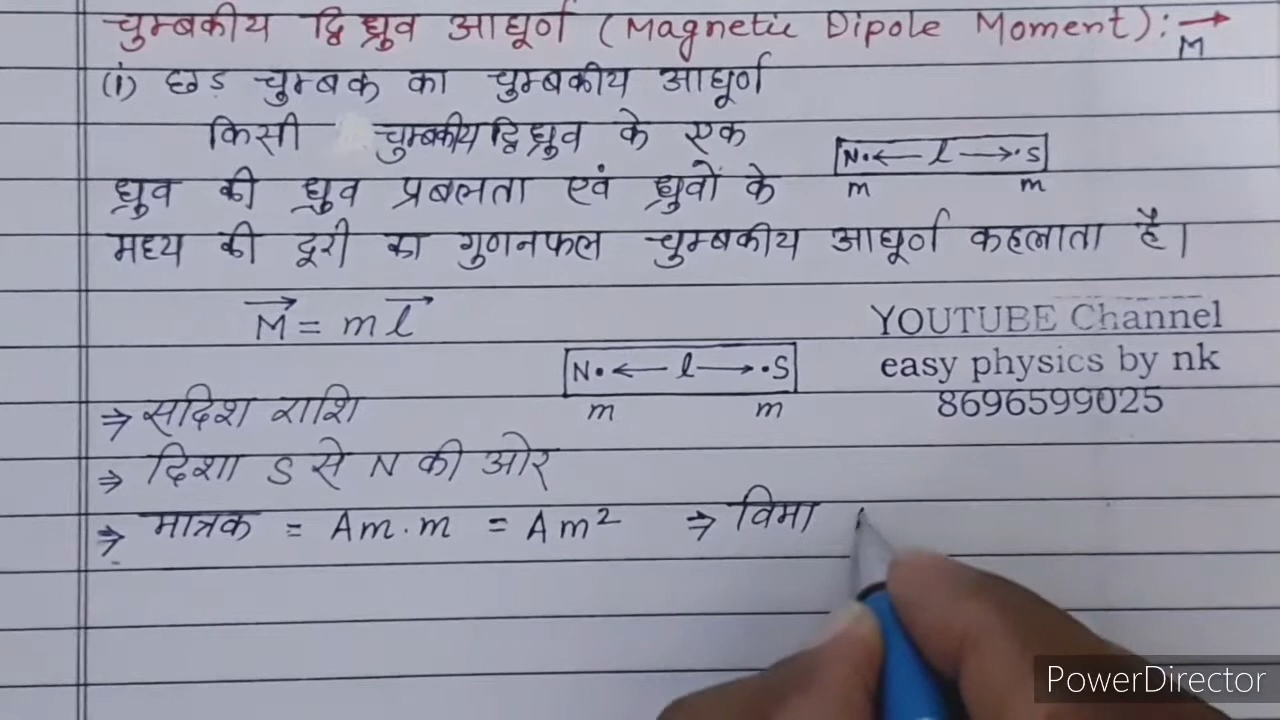 चुम्बकीय द्विध्रुव आघूर्ण (Magnetic Dipole Moment): M
(i) छड़ चुम्बक का चुम्बकीय आघूर्ण
किसी चुम्बकीय द्विध्रुव के एक
N ← l → S
ध्रुव की ध्रुव प्रबलता एवं ध्रुवों के
m m
मध्य की दूरी का गुणनफल चुम्बकीय आघूर्ण कहलाता है।
M = ml
YOUTUBE Channel
easy physics by nk
8696599025
N ← l → S
m m
⇒ सदिश राशि
⇒ दिशा S से N की ओर
⇒ मात्रक = Am.m = Am² ⇒ विमा
PowerDirector